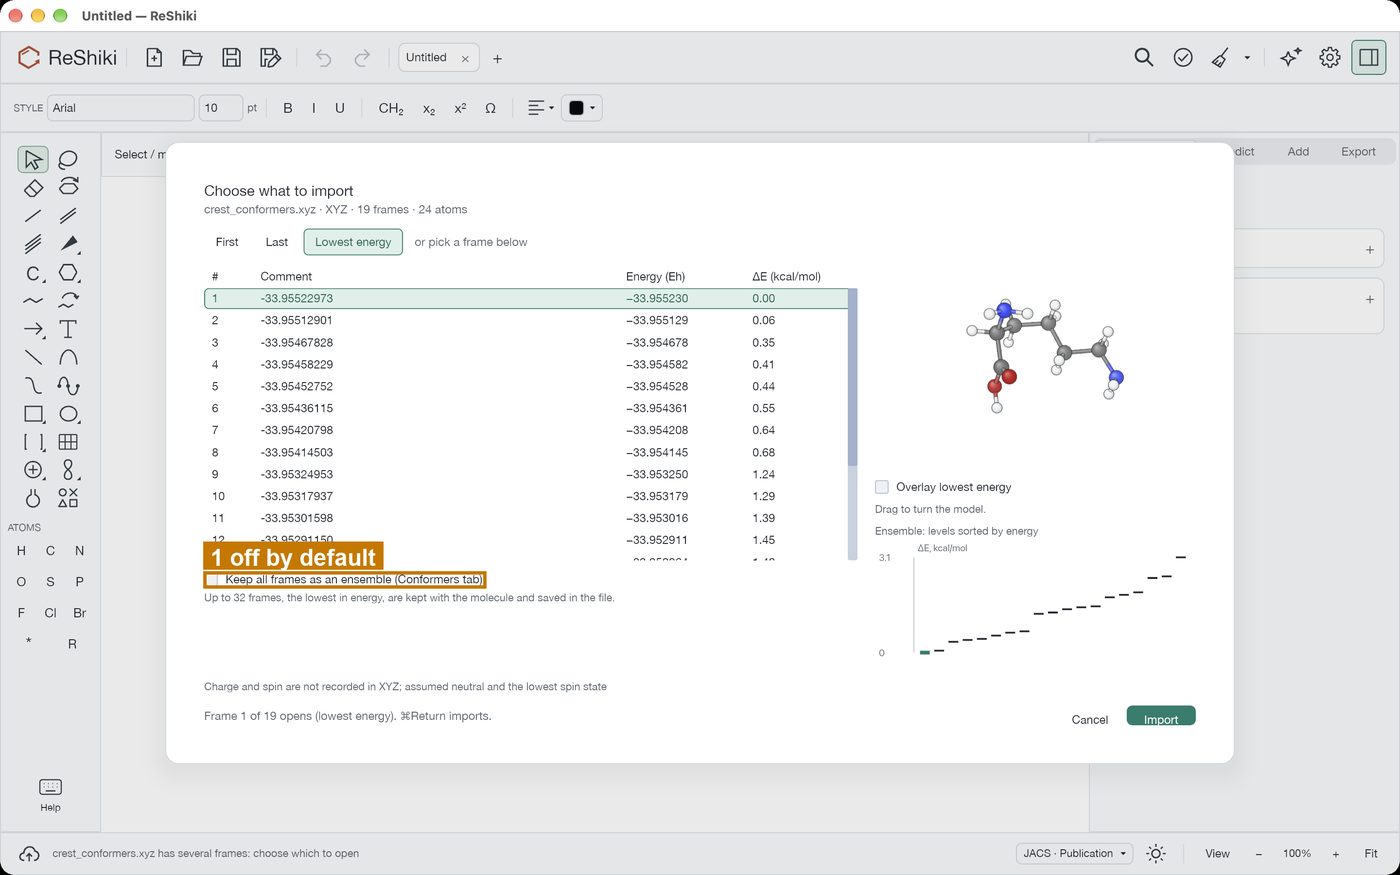 Untitled — ReShiki
ReShiki
Untitled ×
+
STYLE Arial 10 pt B I U CH₂ x₂ x² Ω
Select / m
dict Add Export
Choose what to import
crest_conformers.xyz · XYZ · 19 frames · 24 atoms
First Last Lowest energy or pick a frame below
# Comment Energy (Eh) ΔE (kcal/mol)
1 -33.95522973 −33.955230 0.00
2 -33.95512901 −33.955129 0.06
3 -33.95467828 −33.954678 0.35
4 -33.95458229 −33.954582 0.41
5 -33.95452752 −33.954528 0.44
6 -33.95436115 −33.954361 0.55
7 -33.95420798 −33.954208 0.64
8 -33.95414503 −33.954145 0.68
9 -33.95324953 −33.953250 1.24
10 -33.95317937 −33.953179 1.29
11 -33.95301598 −33.953016 1.39
12 -33.95291150 −33.952911 1.45
1 off by default
Keep all frames as an ensemble (Conformers tab)
Up to 32 frames, the lowest in energy, are kept with the molecule and saved in the file.
Overlay lowest energy
Drag to turn the model.
Ensemble: levels sorted by energy
ΔE, kcal/mol
3.1
0
Charge and spin are not recorded in XYZ; assumed neutral and the lowest spin state
Frame 1 of 19 opens (lowest energy). ⌘Return imports.
Cancel Import
C
T
ATOMS
H C N
O S P
F Cl Br
* R
Help
crest_conformers.xyz has several frames: choose which to open
JACS · Publication
View − 100% + Fit